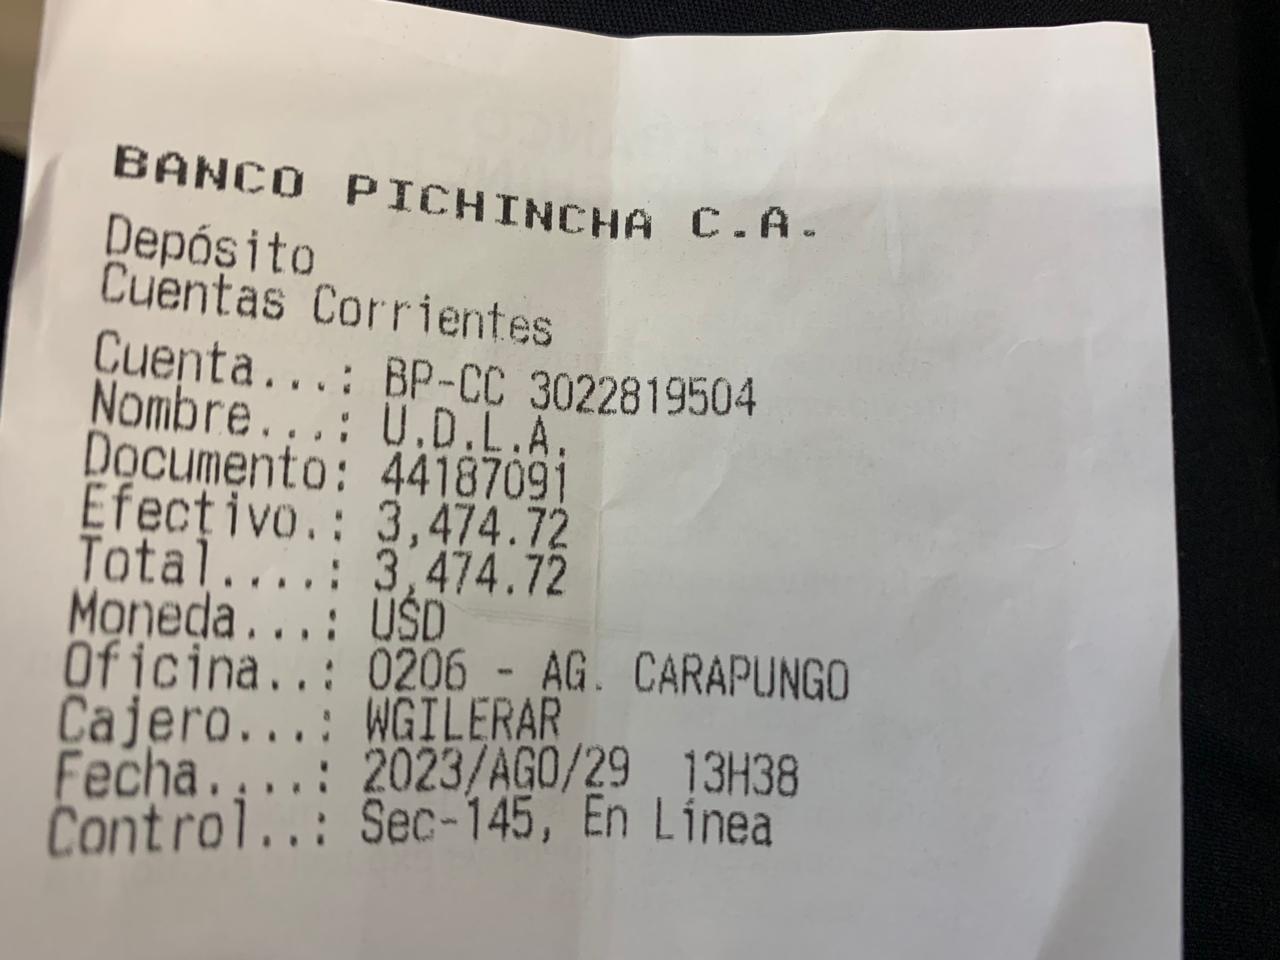 BANCO PICHINCHA C.A.
Depósito
Cuentas Corrientes
Cuenta...: BP-CC 3022819504
Nombre...: U.D.L.A.
Documento: 44187091
Efectivo.: 3,474.72
Total....: 3,474.72
Moneda...: USD
Oficina..: 0206 - AG. CARAPUNGO
Cajero...: WGILERAR
Fecha....: 2023/AGO/29 13H38
Control..: Sec-145, En Línea